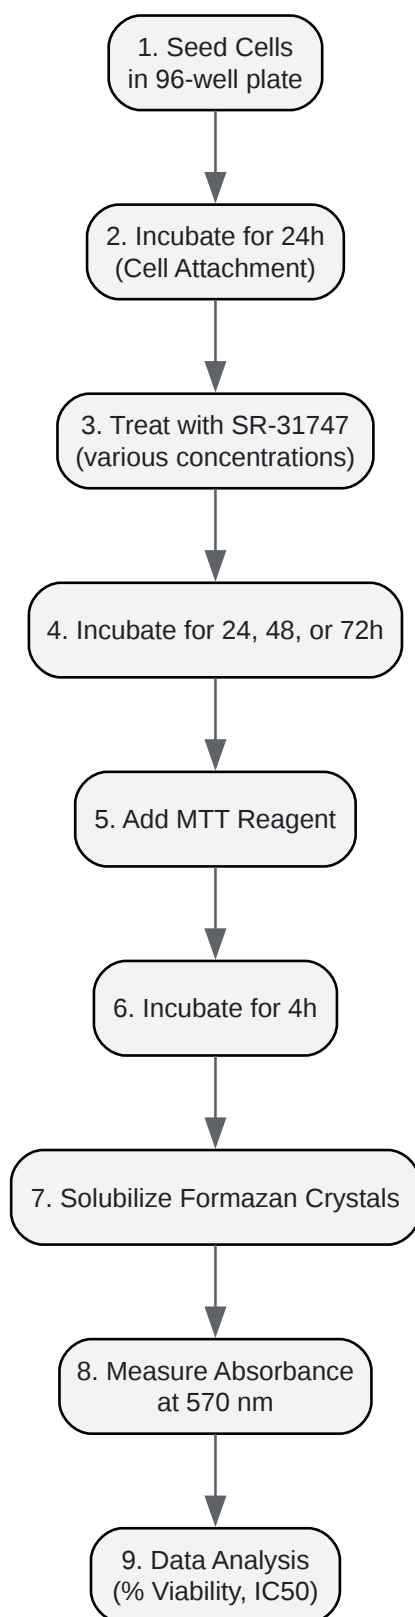 1. Seed Cells
in 96-well plate
2. Incubate for 24h
(Cell Attachment)
3. Treat with SR-31747
(various concentrations)
4. Incubate for 24, 48, or 72h
5. Add MTT Reagent
6. Incubate for 4h
7. Solubilize Formazan Crystals
8. Measure Absorbance
at 570 nm
9. Data Analysis
(% Viability, IC50)